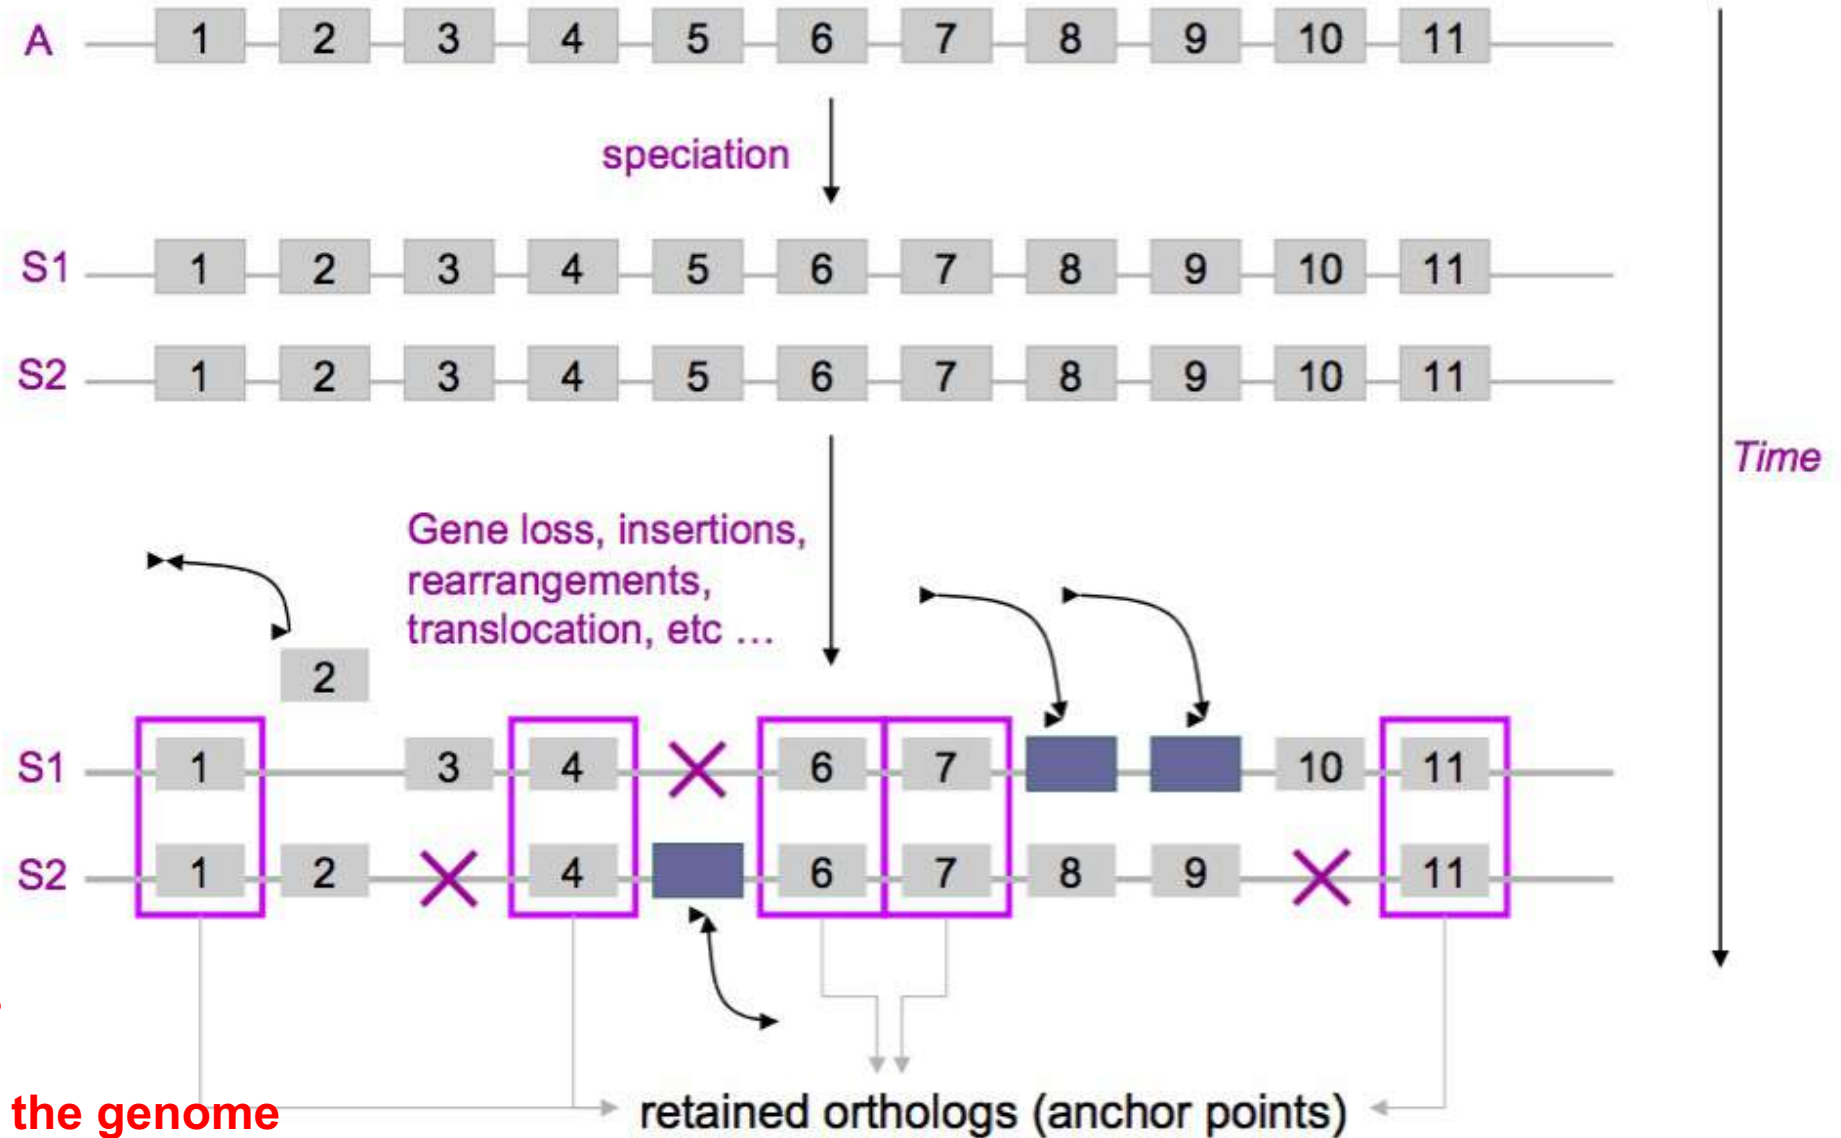 A 1 2 3 4 5 6 7 8 9 10 11
speciation
S1 1 2 3 4 5 6 7 8 9 10 11
S2 1 2 3 4 5 6 7 8 9 10 11
Time
Gene loss, insertions,
rearrangements,
translocation, etc ...
2
S1 1 3 4 6 7 10 11
S2 1 2 4 6 7 8 9 11
the genome
retained orthologs (anchor points)